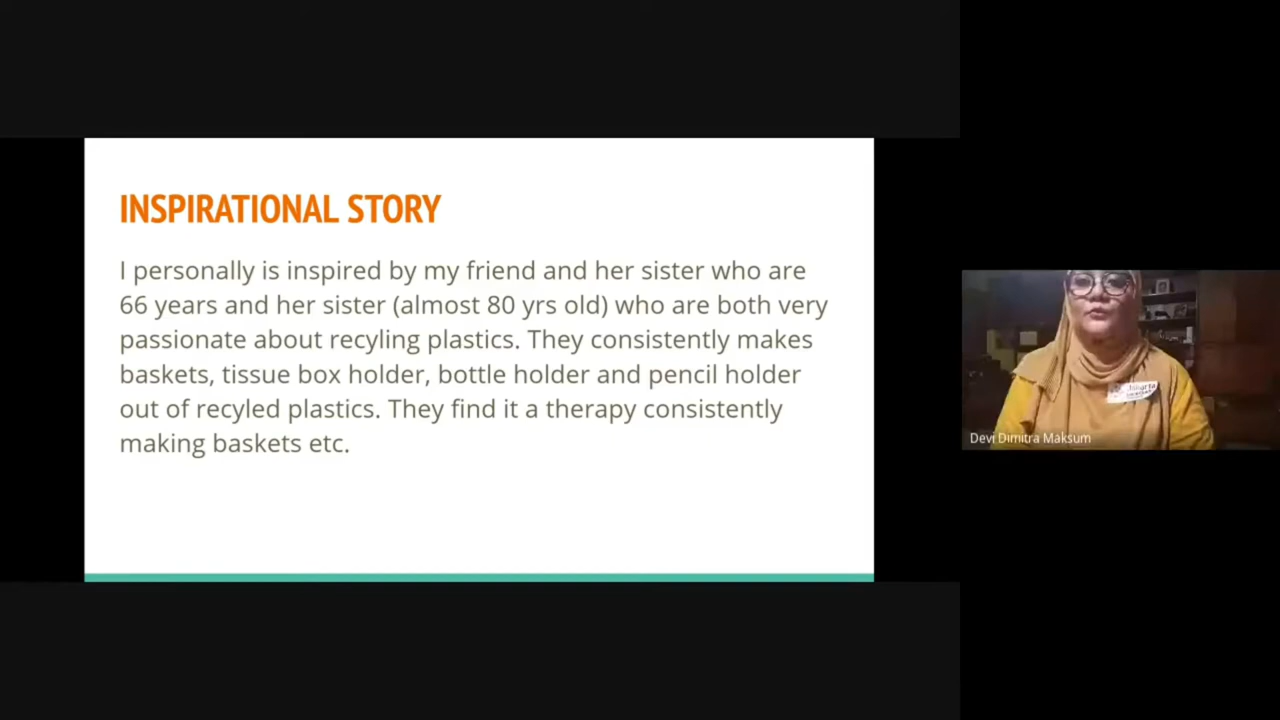 INSPIRATIONAL STORY
I personally is inspired by my friend and her sister who are
66 years and her sister (almost 80 yrs old) who are both very
passionate about recyling plastics. They consistently makes
baskets, tissue box holder, bottle holder and pencil holder
out of recyled plastics. They find it a therapy consistently
making baskets etc.
Jakarta
Devi Dimitra Maksum